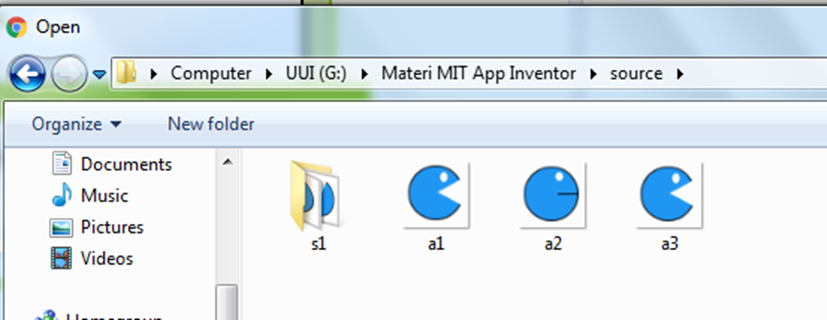 Open
Computer UUI (G:) Materi MIT App Inventor source
Organize New folder
Documents
Music
Pictures
Videos
Homegroup
s1 a1 a2 a3